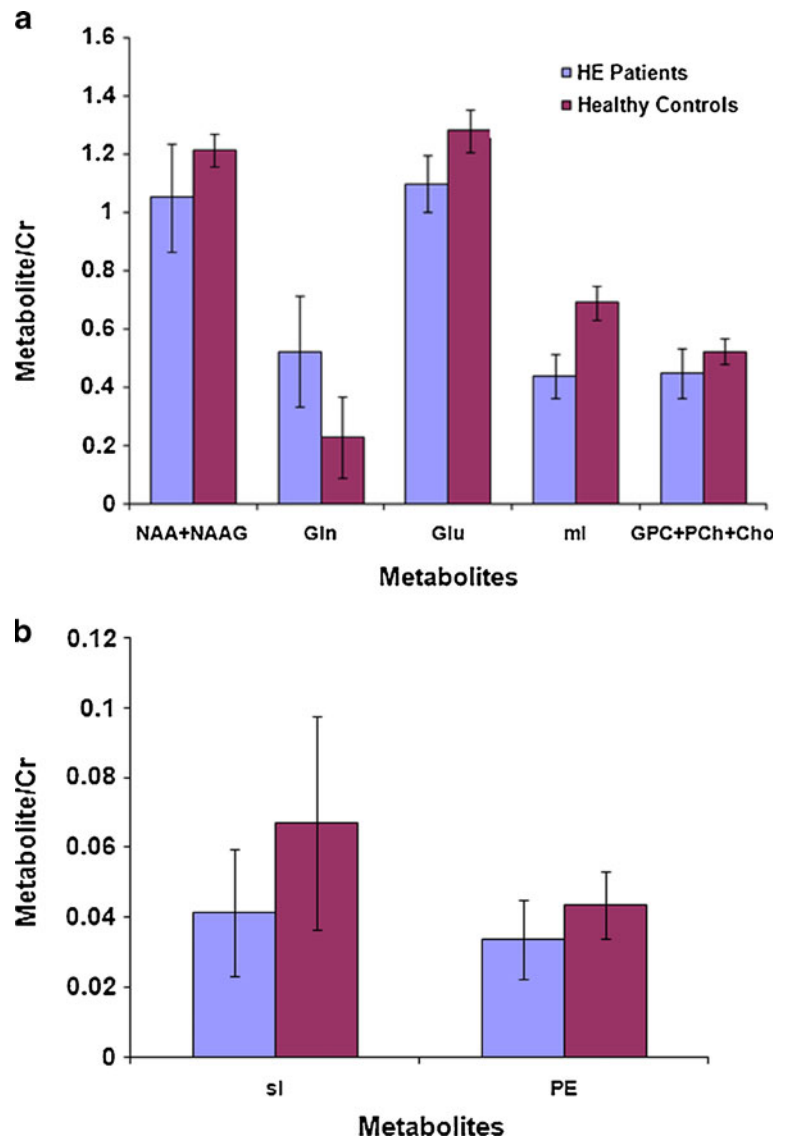 a
1.6
1.4
1.2
1
0.8
0.6
0.4
0.2
0
Metabolite/Cr
HE Patients
Healthy Controls
NAA+NAAG Gln Glu mI GPC+PCh+Cho
Metabolites
b
0.12
0.1
0.08
0.06
0.04
0.02
0
Metabolite/Cr
sI PE
Metabolites